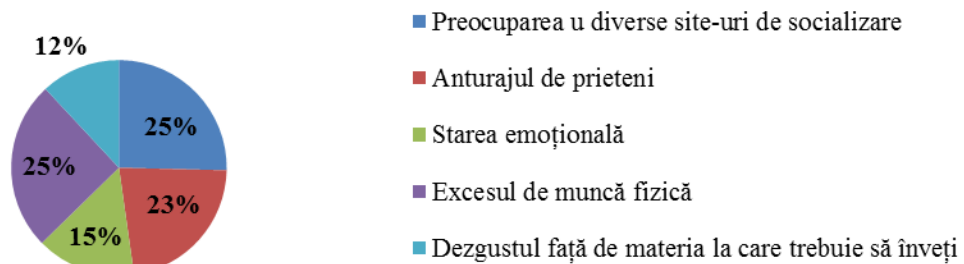 Preocuparea u diverse site-uri de socializare
12%
Anturajul de prieteni
25%
Starea emoțională
25%
23%
Excesul de muncă fizică
15%
Dezgustul față de materia la care trebuie să înveți